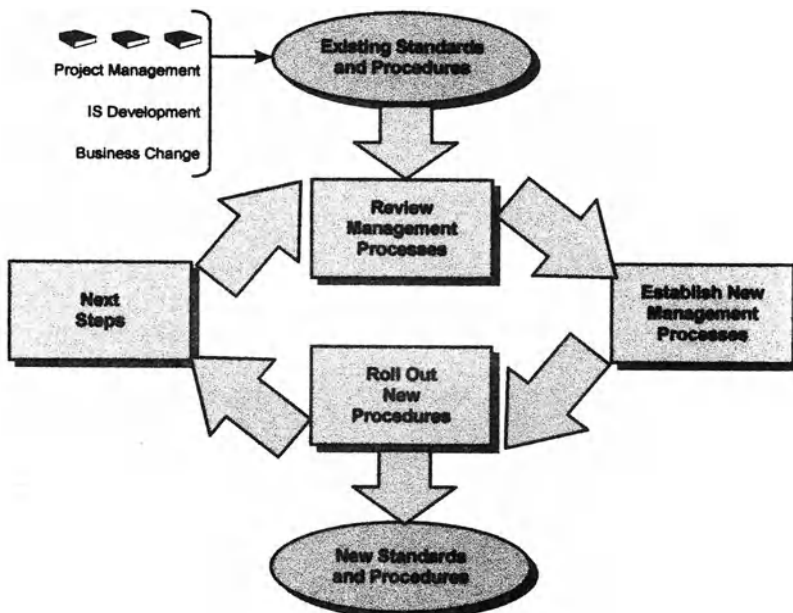 Existing Standards
and Procedures
Project Management
IS Development
Business Change
Review
Management
Processes
Next
Steps
Establish New
Management
Processes
Roll Out
New
Procedures
New Standards
and Procedures